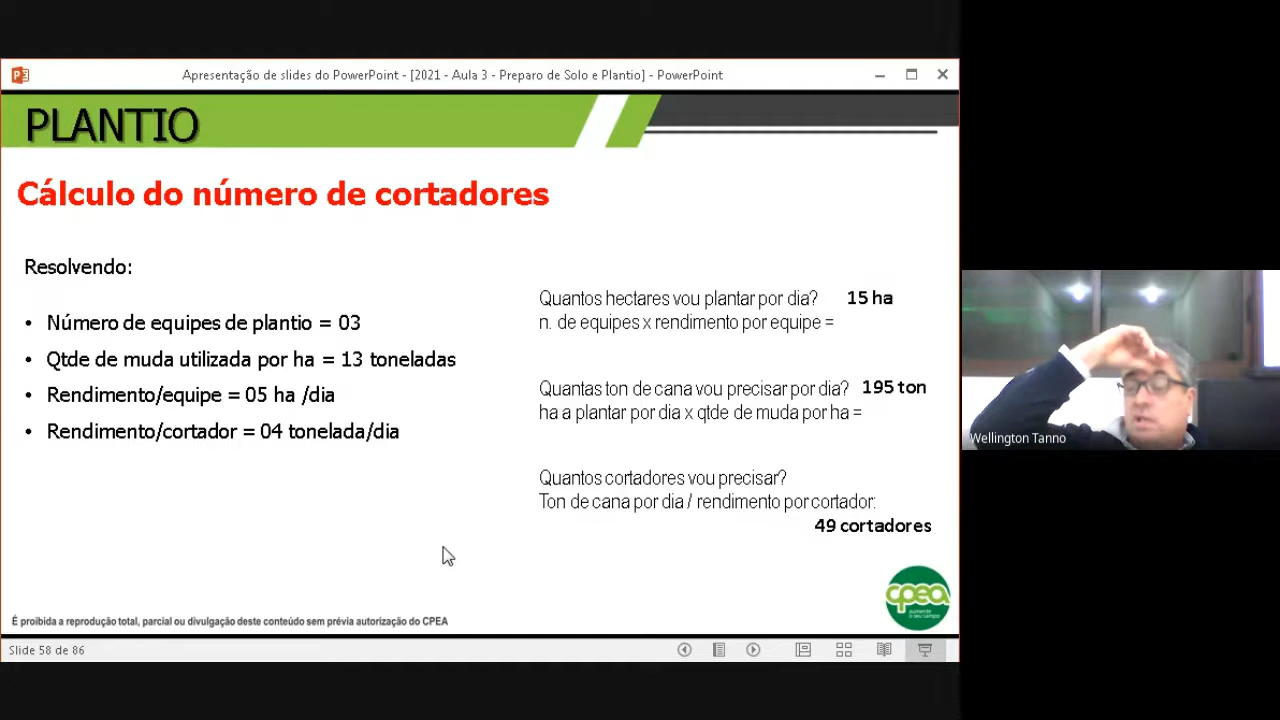 Apresentação de slides do PowerPoint - [2021 - Aula 3 - Preparo de Solo e Plantio] - PowerPoint
PLANTIO
Cálculo do número de cortadores
Resolvendo:
• Número de equipes de plantio = 03
• Qtde de muda utilizada por ha = 13 toneladas
• Rendimento/equipe = 05 ha /dia
• Rendimento/cortador = 04 tonelada/dia
Quantos hectares vou plantar por dia? 15 ha
n. de equipes x rendimento por equipe =
Quantas ton de cana vou precisar por dia? 195 ton
ha a plantar por dia x qtde de muda por ha =
Quantos cortadores vou precisar?
Ton de cana por dia / rendimento por cortador:
49 cortadores
cpea
aumente
o seu campo
É proibida a reprodução total, parcial ou divulgação deste conteúdo sem prévia autorização do CPEA
Slide 58 de 86
Wellington Tanno